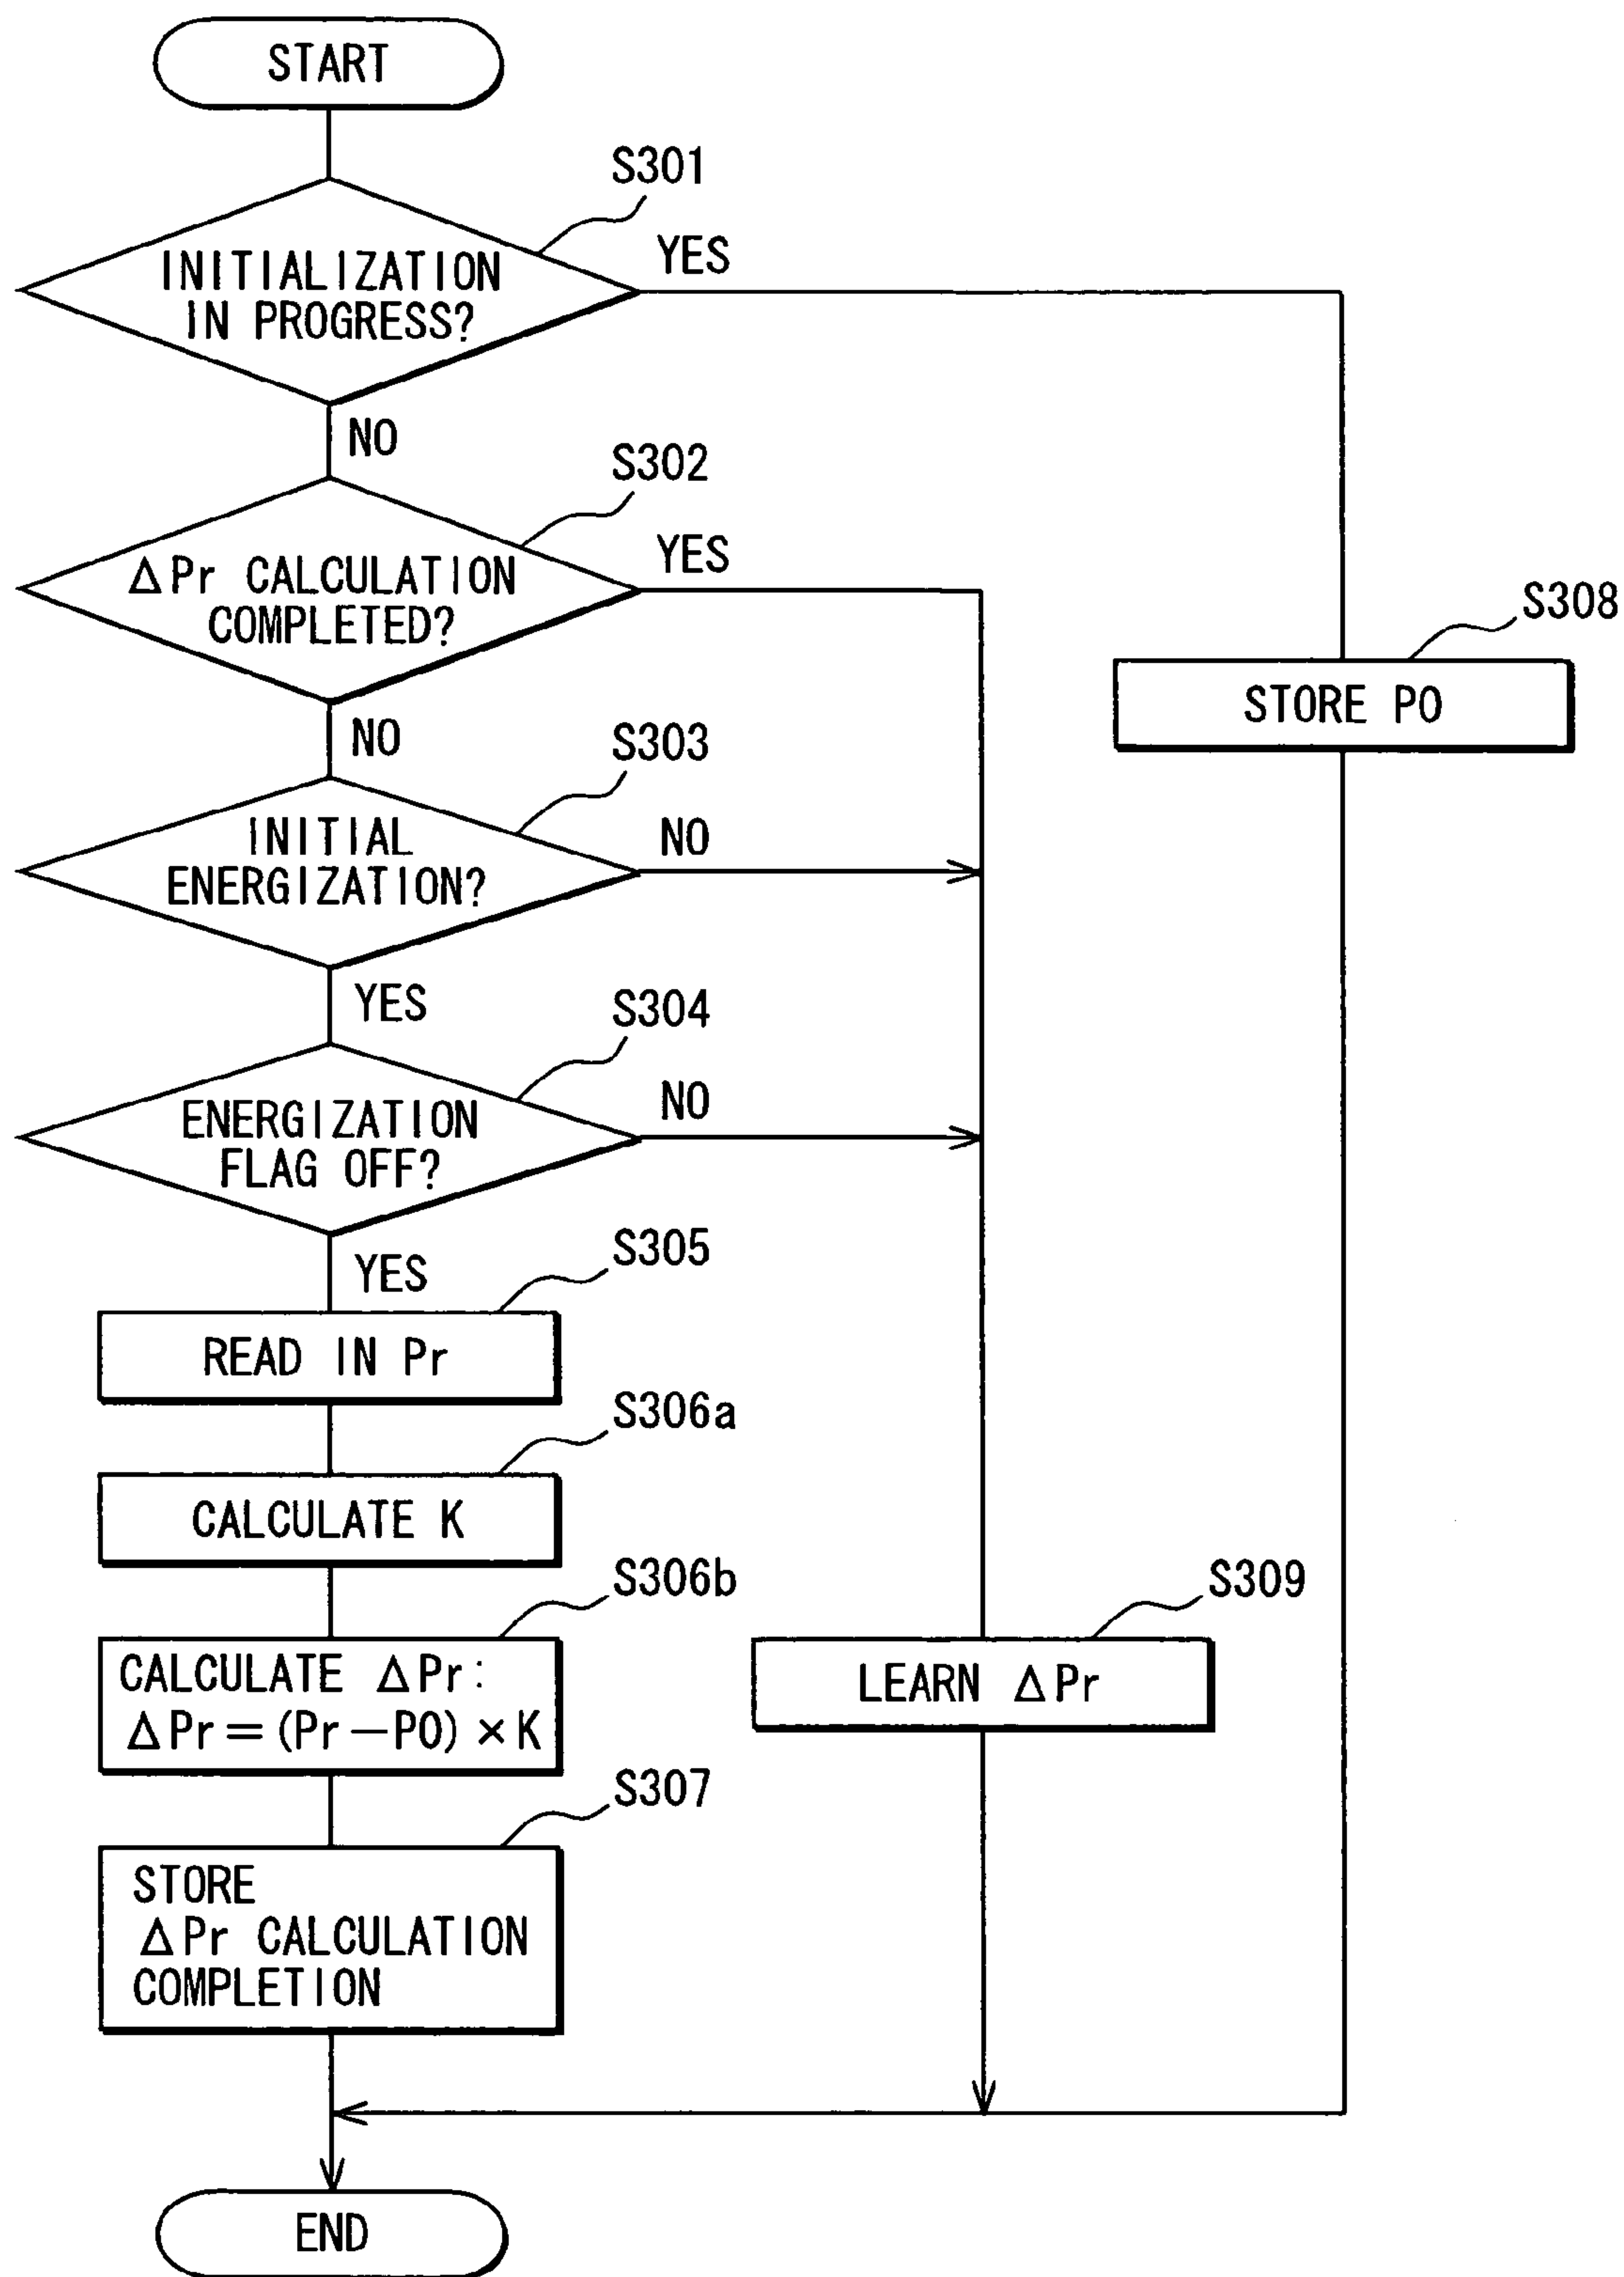 START
S301
INITIALIZATION
IN PROGRESS?
YES
NO
S302
ΔPr CALCULATION
COMPLETED?
YES
NO
S308
STORE P0
S303
INITIAL
ENERGIZATION?
NO
YES
S304
ENERGIZATION
FLAG OFF?
NO
YES
S305
READ IN Pr
S306a
CALCULATE K
S306b
CALCULATE ΔPr:
ΔPr=(Pr−P0)×K
S309
LEARN ΔPr
S307
STORE
ΔPr CALCULATION
COMPLETION
END